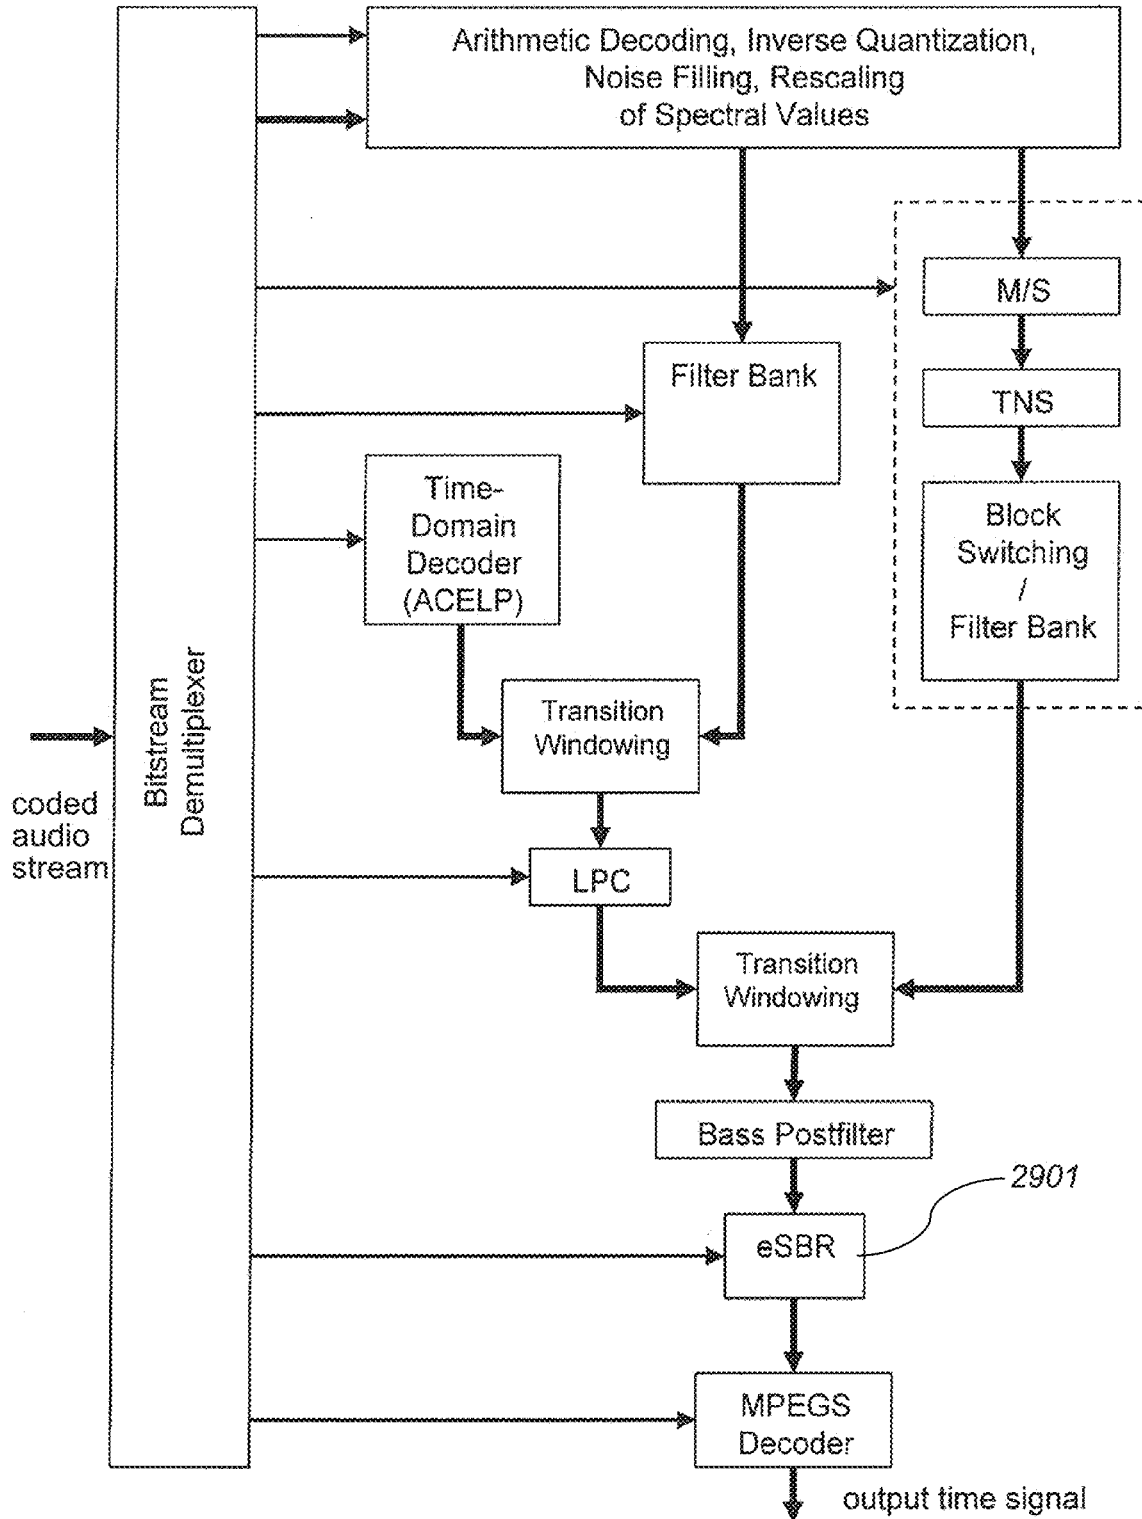 Arithmetic Decoding, Inverse Quantization,
Noise Filling, Rescaling
of Spectral Values
M/S
Filter Bank
TNS
Time-
Domain
Decoder
(ACELP)
Block
Switching
/
Filter Bank
Bitstream
Demultiplexer
Transition
Windowing
coded
audio
stream
LPC
Transition
Windowing
Bass Postfilter
2901
eSBR
MPEGS
Decoder
output time signal